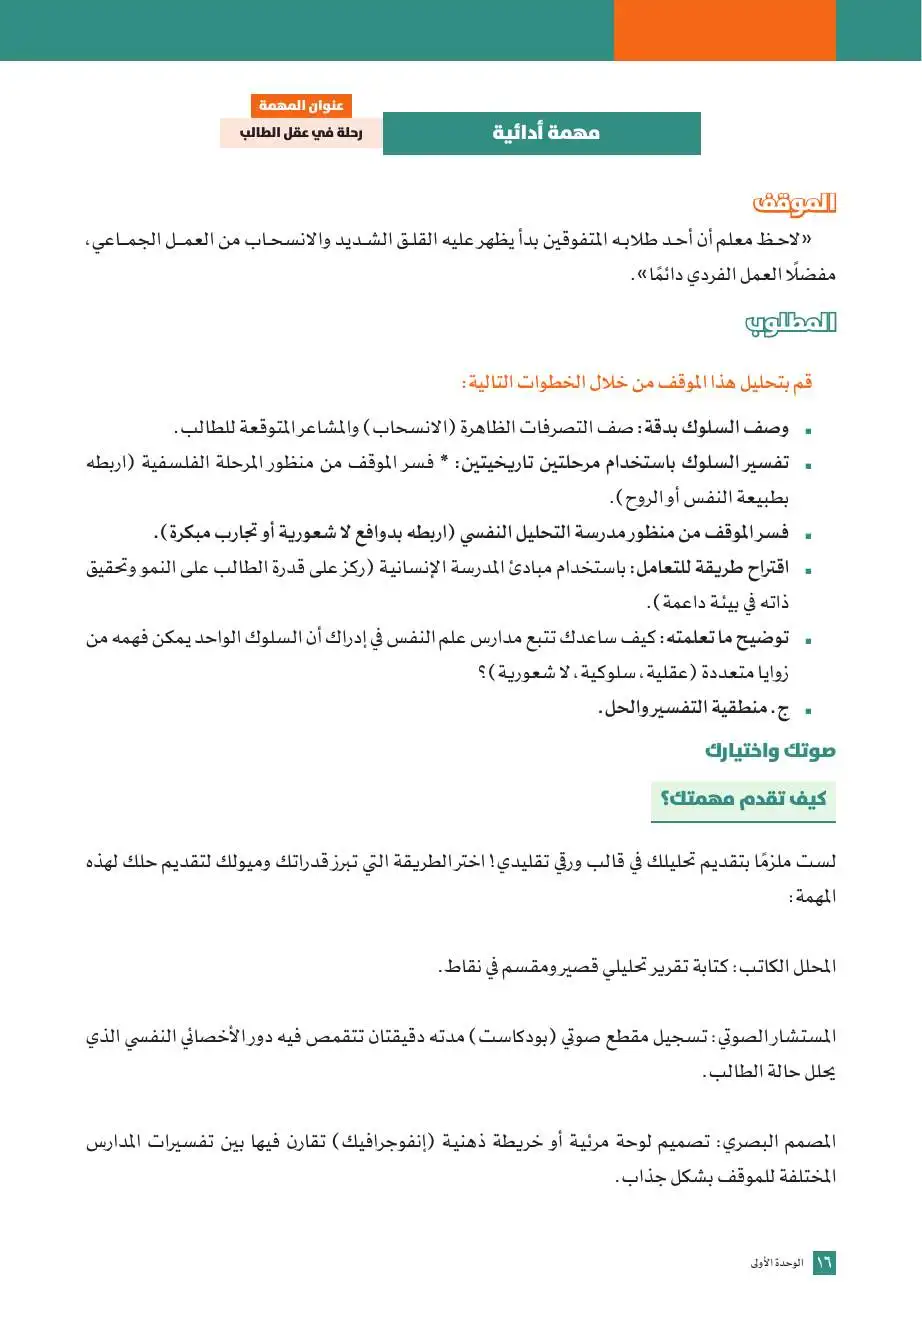 عنوان المهمة
مهمة أدائية
رحلة في عقل الطالب
الموقف
«لاحظ معلم أن أحد طلابه المتفوقين بدأ يظهر عليه القلق الشديد والانسحاب من العمل الجماعي،
مفضلًا العمل الفردي دائمًا».
المطلوب
قم بتحليل هذا الموقف من خلال الخطوات التالية:
▪ وصف السلوك بدقة: صف التصرفات الظاهرة (الانسحاب) والمشاعر المتوقعة للطالب.
▪ تفسير السلوك باستخدام مرحلتين تاريخيتين: * فسر الموقف من منظور المرحلة الفلسفية (اربطه
بطبيعة النفس أو الروح).
▪ فسر الموقف من منظور مدرسة التحليل النفسي (اربطه بدوافع لا شعورية أو تجارب مبكرة).
▪ اقتراح طريقة للتعامل: باستخدام مبادئ المدرسة الإنسانية (ركز على قدرة الطالب على النمو وتحقيق
ذاته في بيئة داعمة).
▪ توضيح ما تعلمته: كيف ساعدك تتبع مدارس علم النفس في إدراك أن السلوك الواحد يمكن فهمه من
زوايا متعددة (عقلية، سلوكية، لا شعورية)؟
▪ ج. منطقية التفسير والحل.
صوتك واختيارك
كيف تقدم مهمتك؟
لست ملزمًا بتقديم تحليلك في قالب ورقي تقليدي! اختر الطريقة التي تبرز قدراتك وميولك لتقديم حلك لهذه
المهمة:
المحلل الكاتب: كتابة تقرير تحليلي قصير ومقسم في نقاط.
المستشار الصوتي: تسجيل مقطع صوتي (بودكاست) مدته دقيقتان تتقمص فيه دور الأخصائي النفسي الذي
يحلل حالة الطالب.
المصمم البصري: تصميم لوحة مرئية أو خريطة ذهنية (إنفوجرافيك) تقارن فيها بين تفسيرات المدارس
المختلفة للموقف بشكل جذاب.
١٦ الوحدة الأولى